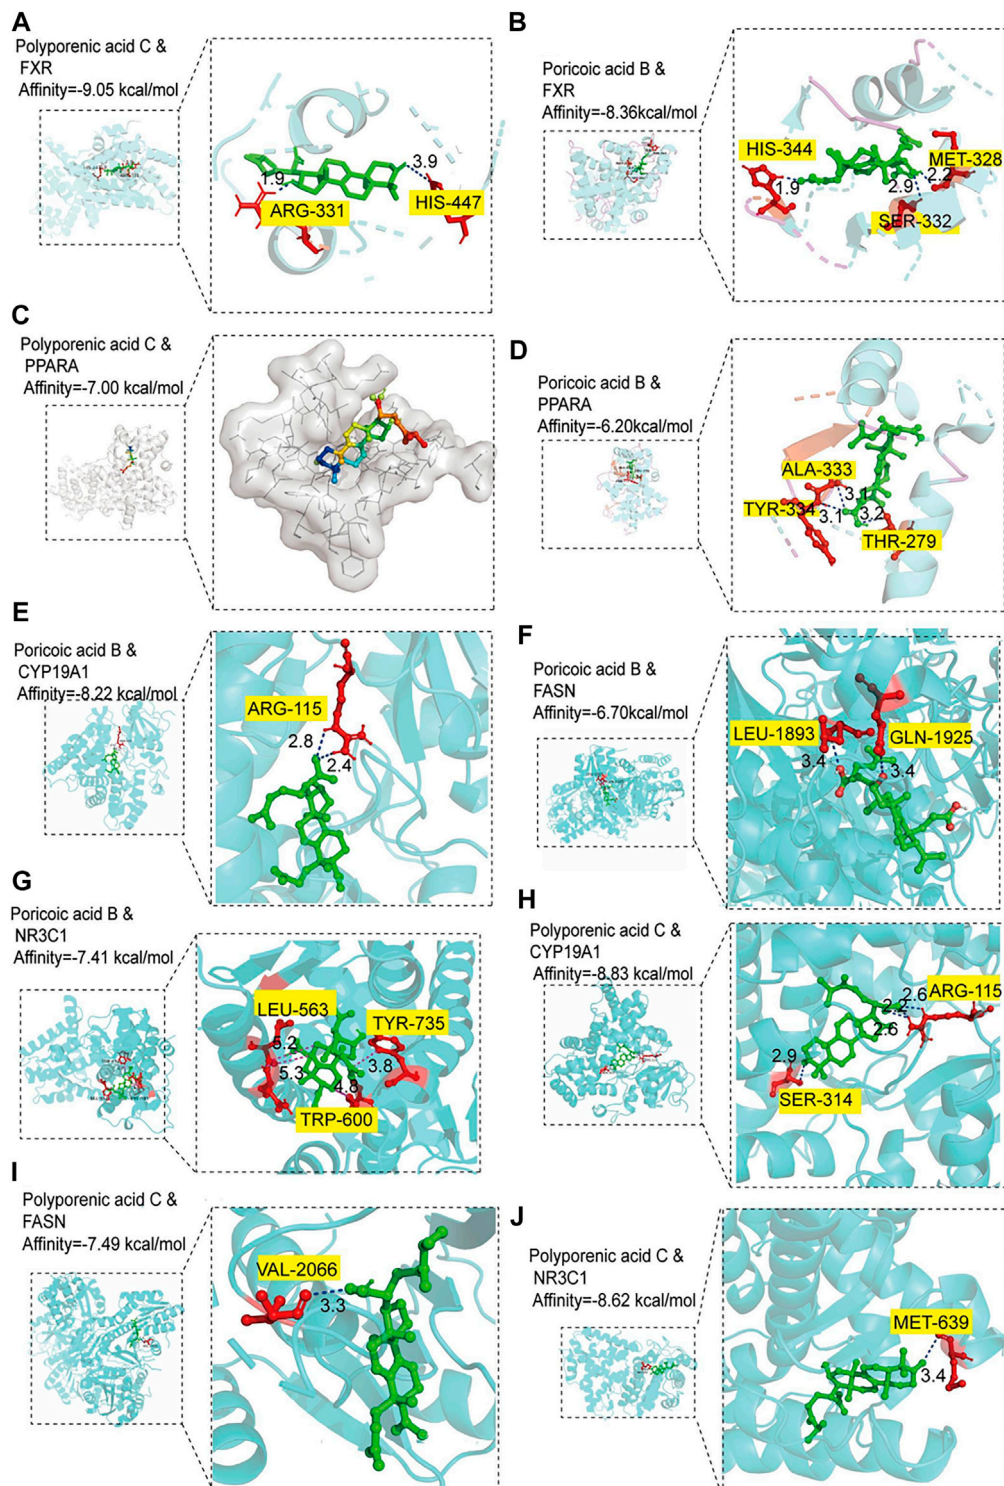 A
Polyporenic acid C &
FXR
Affinity=-9.05 kcal/mol
1.9
ARG-331
3.9
HIS-447
B
Poricoic acid B &
FXR
Affinity=-8.36kcal/mol
HIS-344
1.9
MET-328
2.2
2.9
SER-332
C
Polyporenic acid C &
PPARA
Affinity=-7.00 kcal/mol
D
Poricoic acid B &
PPARA
Affinity=-6.20kcal/mol
ALA-333
3.1
TYR-334
3.1
3.2
THR-279
E
Poricoic acid B &
CYP19A1
Affinity=-8.22 kcal/mol
ARG-115
2.8
2.4
F
Poricoic acid B &
FASN
Affinity=-6.70kcal/mol
LEU-1893
GLN-1925
3.4
3.4
G
Poricoic acid B &
NR3C1
Affinity=-7.41 kcal/mol
LEU-563
TYR-735
5.2
5.3
3.8
4.8
TRP-600
H
Polyporenic acid C &
CYP19A1
Affinity=-8.83 kcal/mol
2.6
ARG-115
2.2
2.6
2.9
SER-314
I
Polyporenic acid C &
FASN
Affinity=-7.49 kcal/mol
VAL-2066
3.3
J
Polyporenic acid C &
NR3C1
Affinity=-8.62 kcal/mol
MET-639
3.4